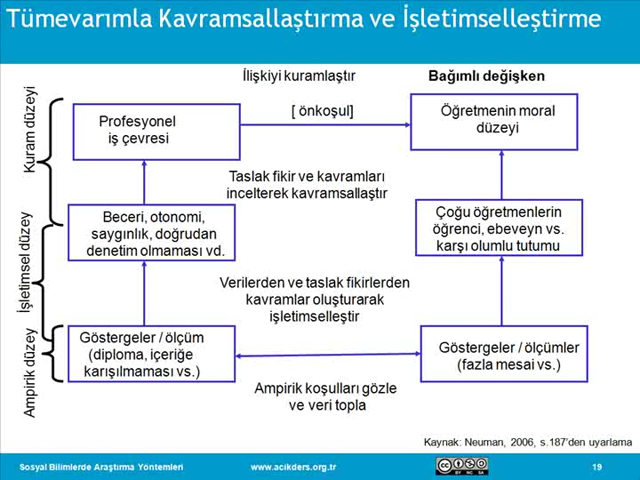 Tümevarımla Kavramsallaştırma ve İşletimselleştirme
İlişkiyi kuramlaştır
Bağımlı değişken
Kuram düzeyi
Profesyonel
iş çevresi
[ önkoşul]
Öğretmenin moral
düzeyi
Taslak fikir ve kavramları
incelterek kavramsallaştır
İşletimsel düzey
Beceri, otonomi,
saygınlık, doğrudan
denetim olmaması vd.
Çoğu öğretmenlerin
öğrenci, ebeveyn vs.
karşı olumlu tutumu
Verilerden ve taslak fikirlerden
kavramlar oluşturarak
işletimselleştir
Ampirik düzey
Göstergeler / ölçüm
(diploma, içeriğe
karışılmaması vs.)
Göstergeler / ölçümler
(fazla mesai vs.)
Ampirik koşulları gözle
ve veri topla
Kaynak: Neuman, 2006, s.187'den uyarlama
Sosyal Bilimlerde Araştırma Yöntemleri
www.acikders.org.tr
cc
BY NC SA
19